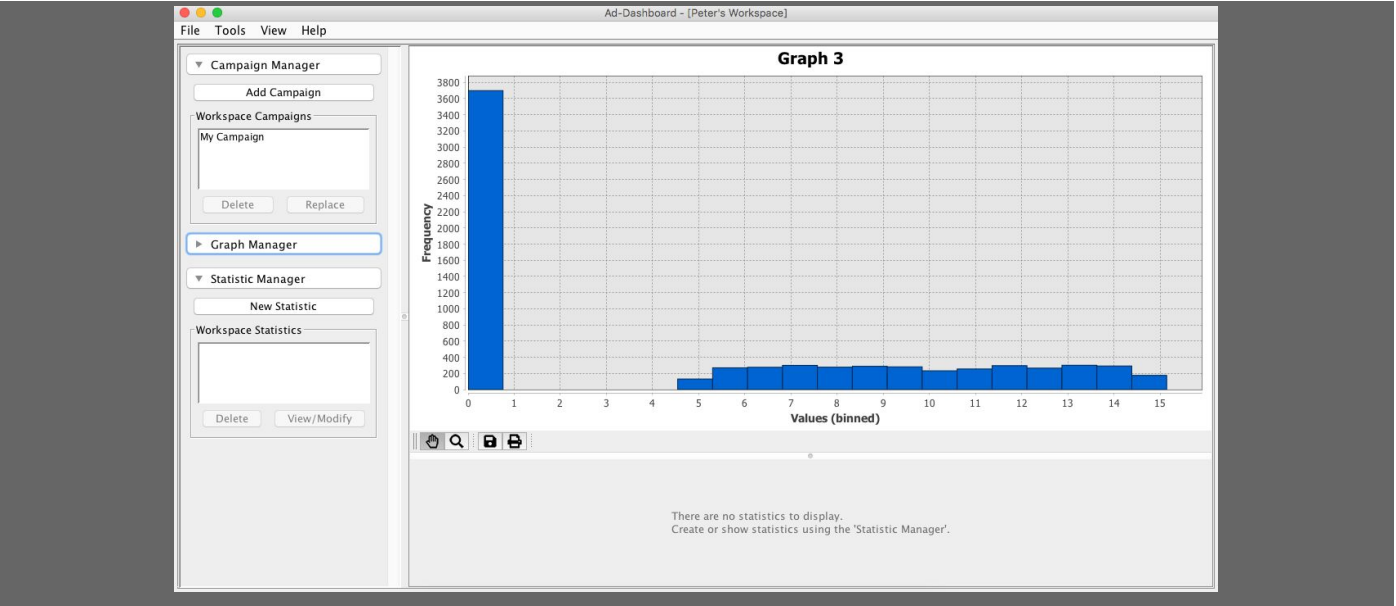 Ad-Dashboard - [Peter's Workspace]
File Tools View Help
Campaign Manager
Add Campaign
Workspace Campaigns
My Campaign
Delete Replace
Graph Manager
Statistic Manager
New Statistic
Workspace Statistics
Delete View/Modify
Graph 3
3800
3600
3400
3200
3000
2800
2600
2400
2200
2000
1800
1600
1400
1200
1000
800
600
400
200
0
Frequency
0 1 2 3 4 5 6 7 8 9 10 11 12 13 14 15
Values (binned)
There are no statistics to display.
Create or show statistics using the 'Statistic Manager'.